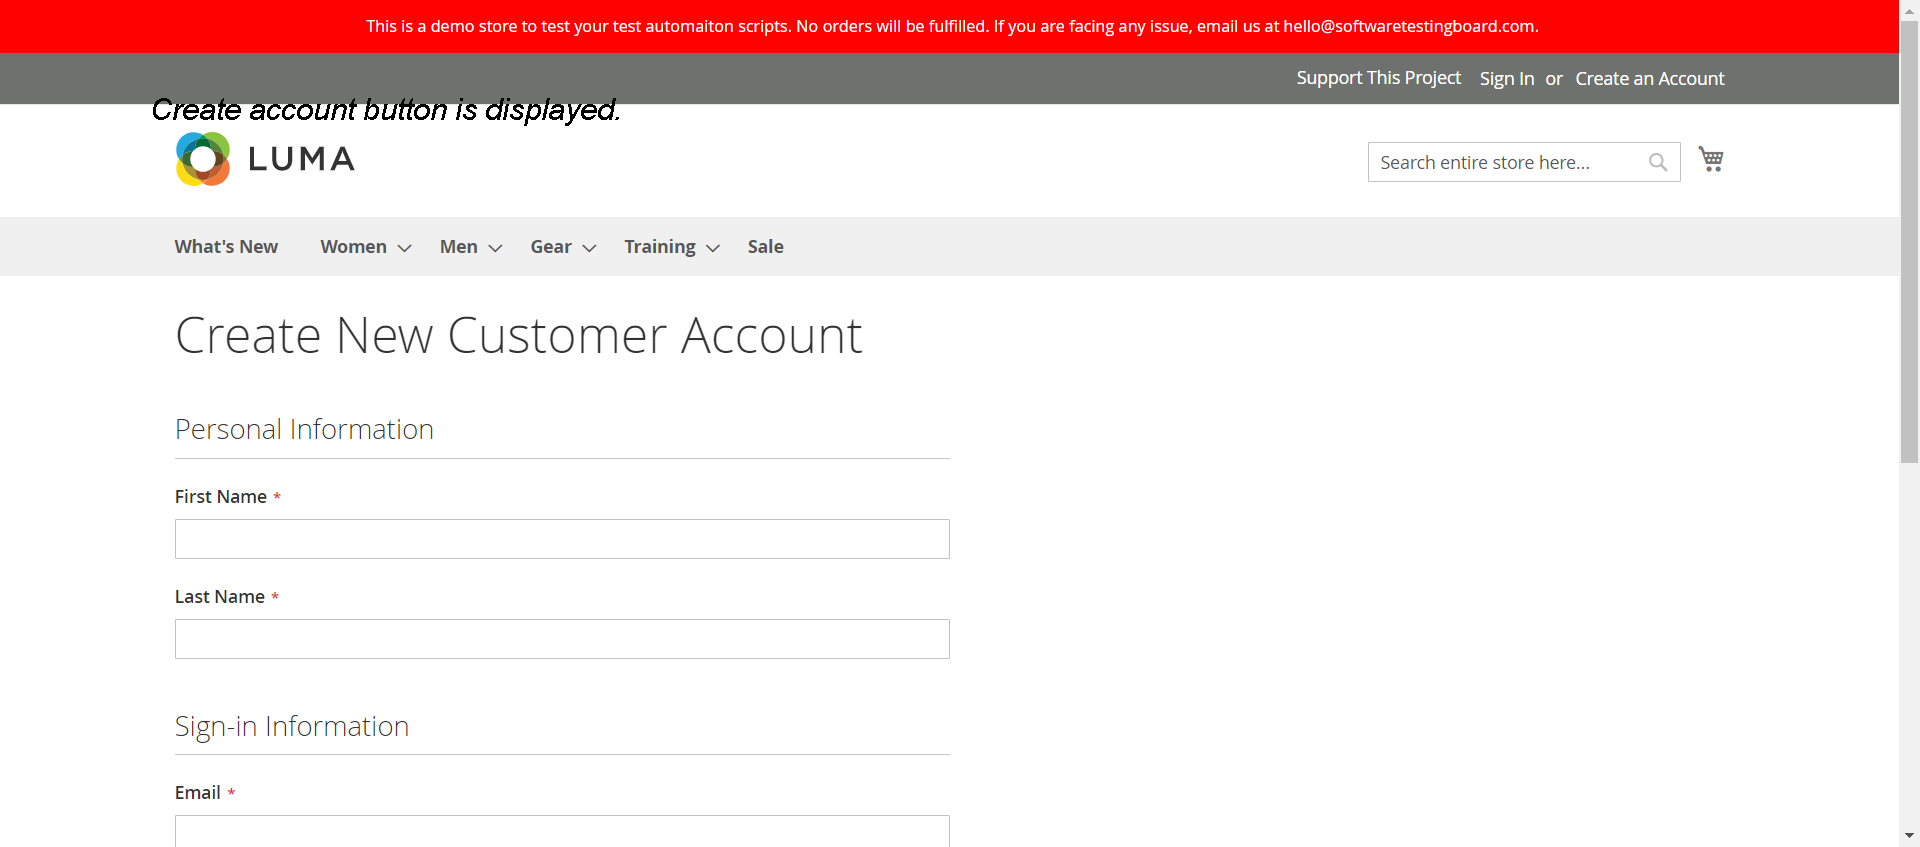 This is a demo store to test your test automaiton scripts. No orders will be fulfilled. If you are facing any issue, email us at hello@softwaretestingboard.com.
Support This Project Sign In or Create an Account
Create account button is displayed.
LUMA
Search entire store here...
What's New Women Men Gear Training Sale
Create New Customer Account
Personal Information
First Name *
Last Name *
Sign-in Information
Email *